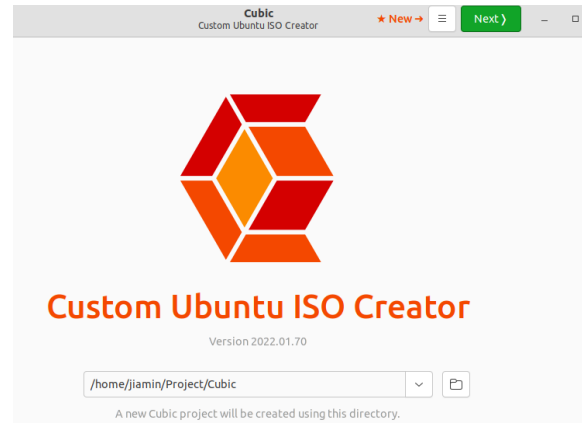 Cubic
Custom Ubuntu ISO Creator
★ New →
Next ❭
Custom Ubuntu ISO Creator
Version 2022.01.70
/home/jiamin/Project/Cubic
A new Cubic project will be created using this directory.